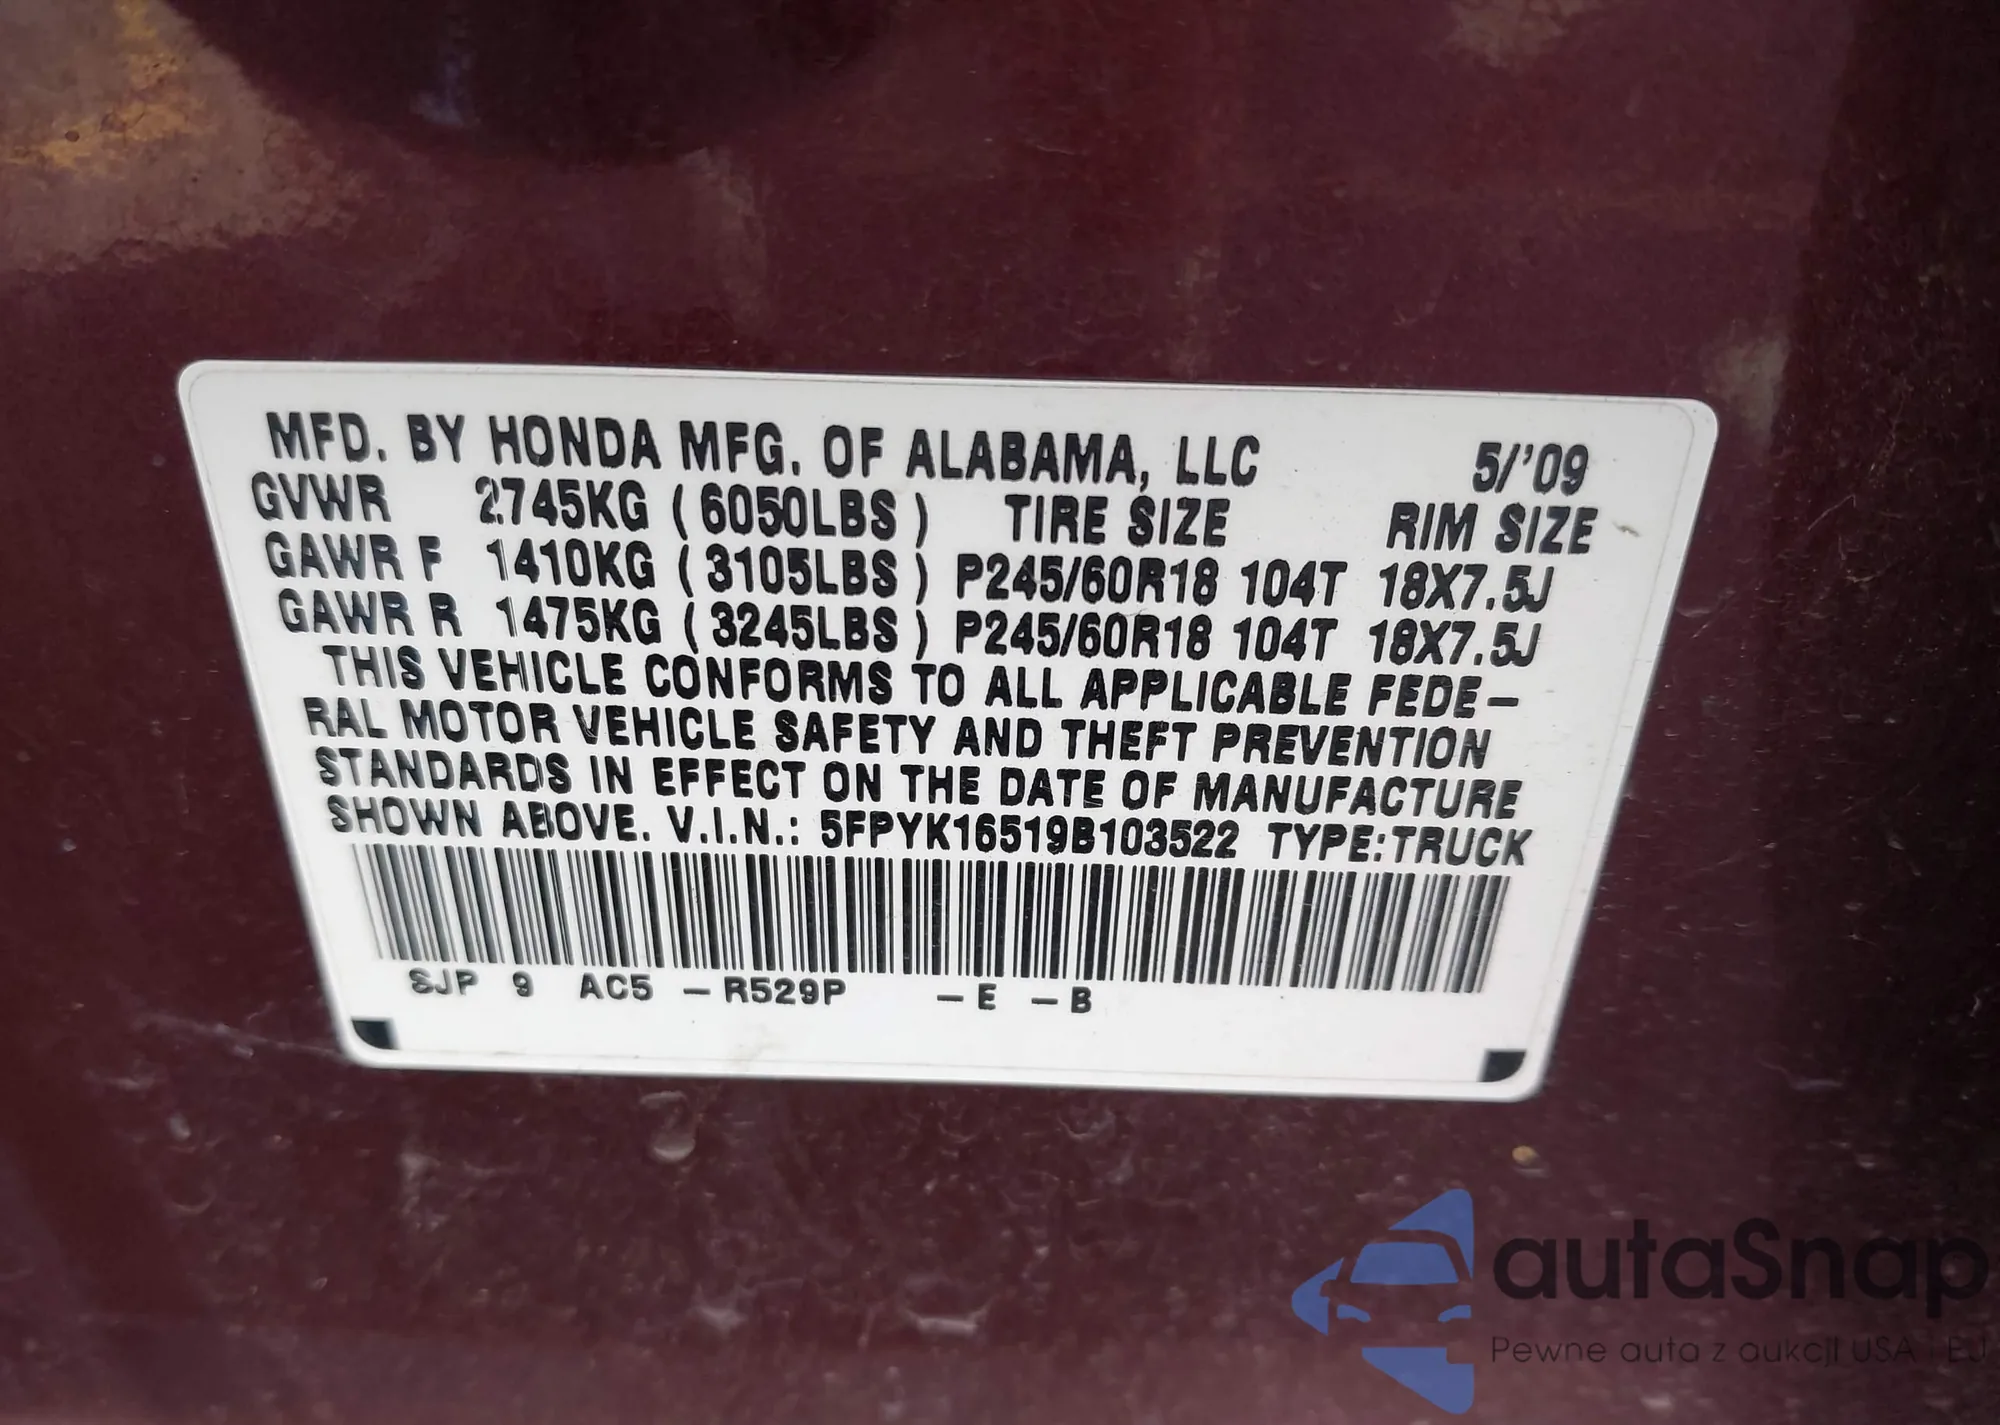 MFD. BY HONDA MFG. OF ALABAMA, LLC 5/'09
GVWR 2745KG (6050LBS) TIRE SIZE RIM SIZE
GAWR F 1410KG (3105LBS) P245/60R18 104T 18X7.5J
GAWR R 1475KG (3245LBS) P245/60R18 104T 18X7.5J
THIS VEHICLE CONFORMS TO ALL APPLICABLE FEDE-
RAL MOTOR VEHICLE SAFETY AND THEFT PREVENTION
STANDARDS IN EFFECT ON THE DATE OF MANUFACTURE
SHOWN ABOVE. V.I.N.: 5FPYK16519B103522 TYPE:TRUCK
SJP 9 AC5 -R529P -E -B
autaSnap
Pewne auta z aukcji USA i EU